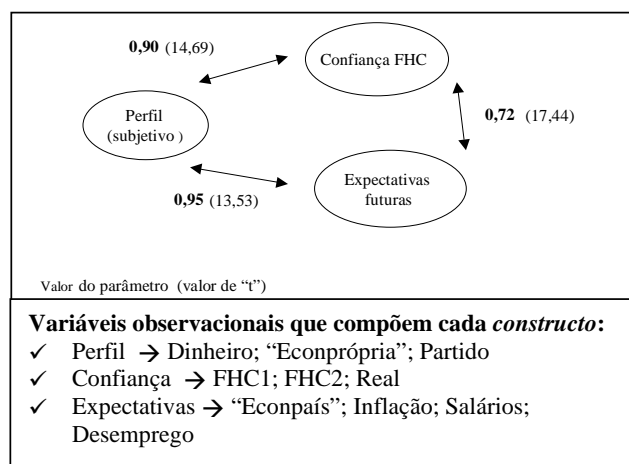 0,90 (14,69)
Confiança FHC
Perfil
(subjetivo )
0,72 (17,44)
Expectativas
futuras
0,95 (13,53)
Valor do parâmetro (valor de “t”)
Variáveis observacionais que compõem cada constructo:
✓ Perfil → Dinheiro; “Econprópria”; Partido
✓ Confiança → FHC1; FHC2; Real
✓ Expectativas → “Econpaís”; Inflação; Salários;
Desemprego